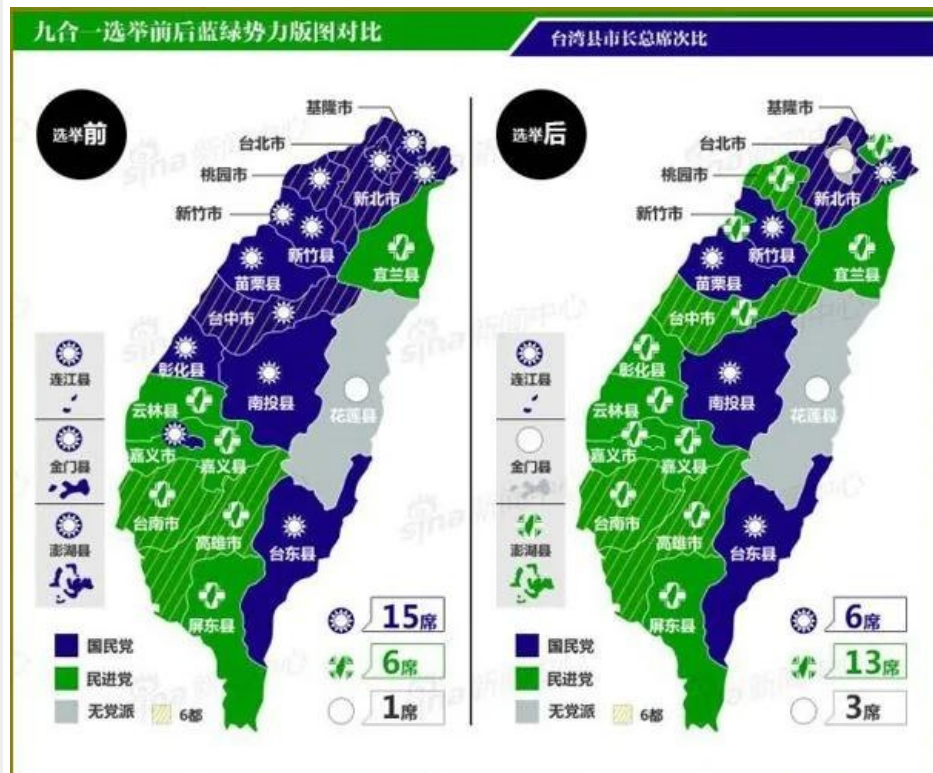 九合一选举前后蓝绿势力版图对比
台湾县市长总席次比
选举前
基隆市
台北市
桃园市
新北市
新竹市
新竹县
宜兰县
苗栗县
台中市
彰化县
南投县
花莲县
云林县
嘉义市
嘉义县
台南市
高雄市
台东县
屏东县
连江县
金门县
澎湖县
国民党
民进党
无党派
6都
15席
6席
1席
选举后
基隆市
台北市
桃园市
新北市
新竹市
新竹县
宜兰县
苗栗县
台中市
彰化县
南投县
花莲县
云林县
嘉义市
嘉义县
台南市
高雄市
台东县
屏东县
连江县
金门县
澎湖县
国民党
民进党
无党派
6都
6席
13席
3席
sina新闻中心